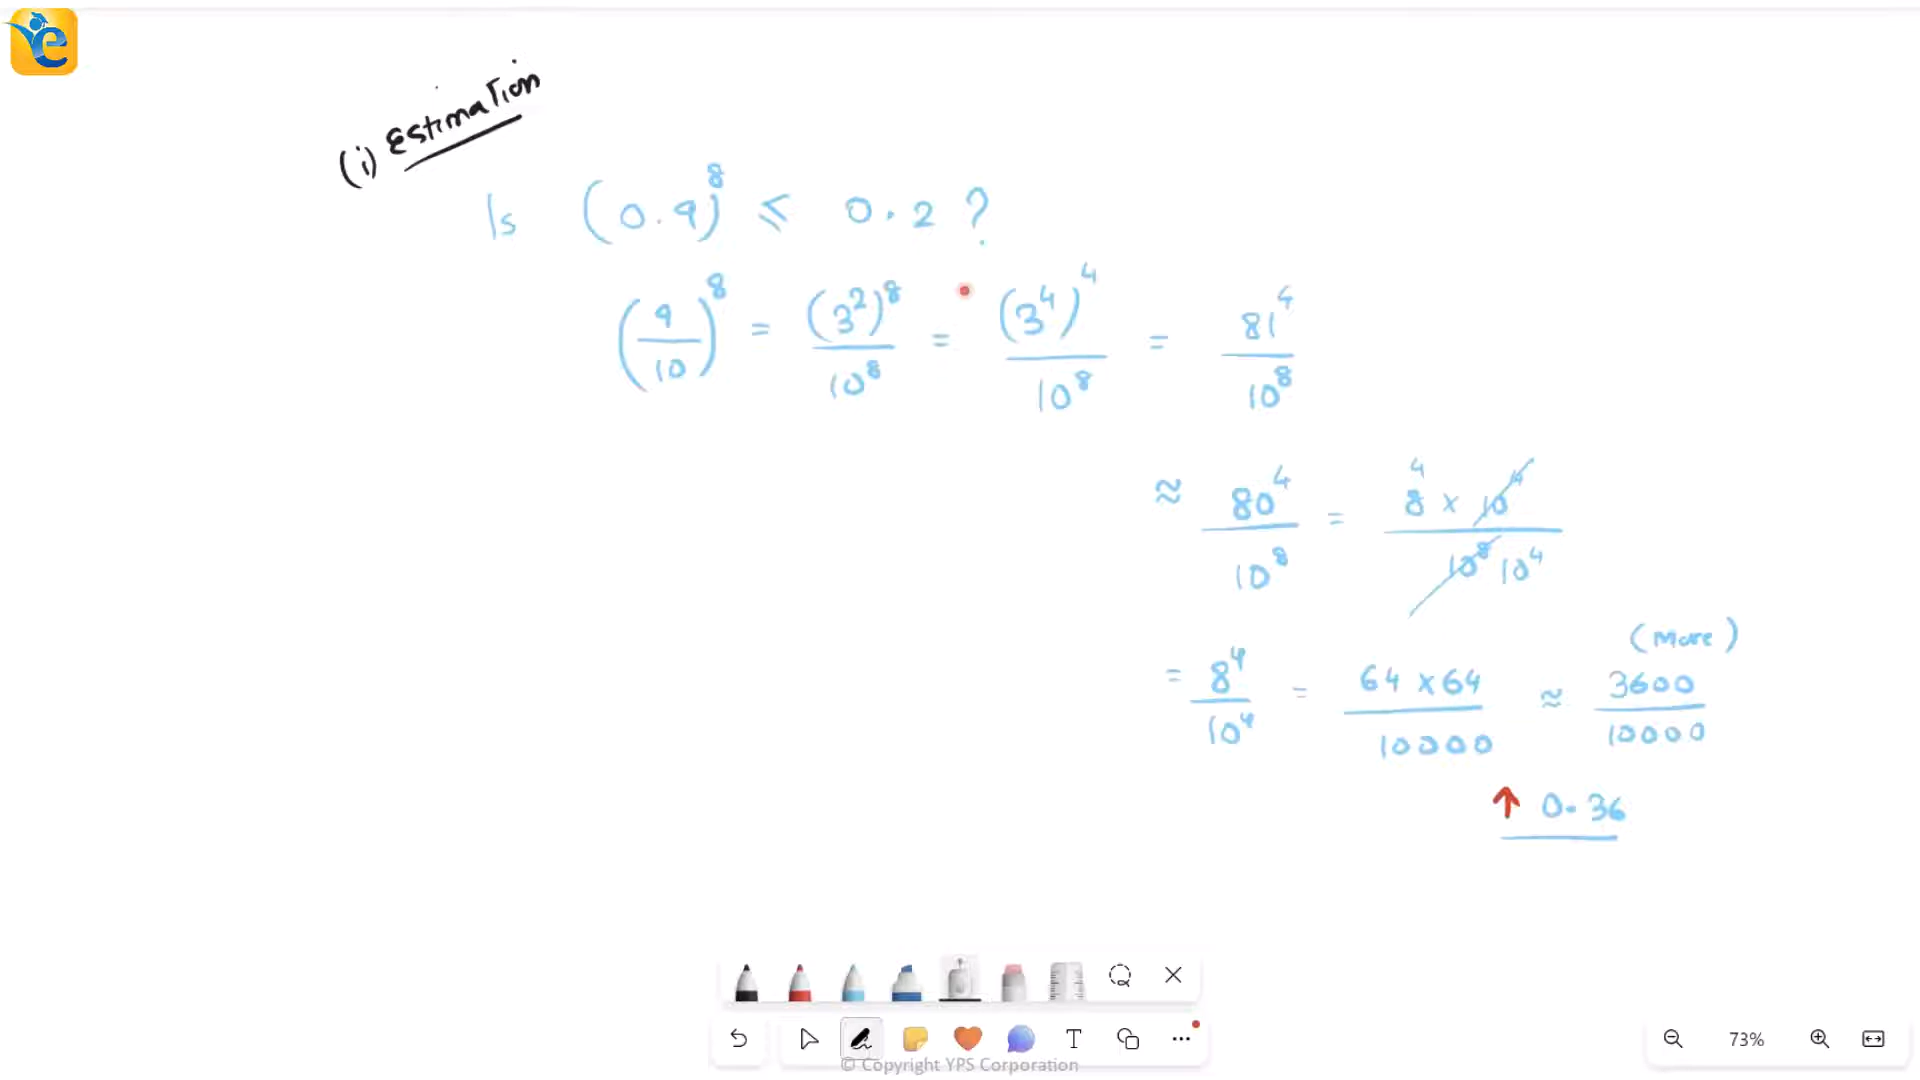 (i) Estimation
Is (0.9)^8 ≤ 0.2 ?
(9/10)^8 = (3^2)^8/10^8 = (3^4)^4/10^8 = 81^4/10^8
≈ 80^4/10^8 = 8^4 × 10^4/10^8 10^4
(More)
= 8^4/10^4 = 64 × 64/10000 ≈ 3600/10000
↑ 0.36
T
73%
© Copyright YPS Corporation